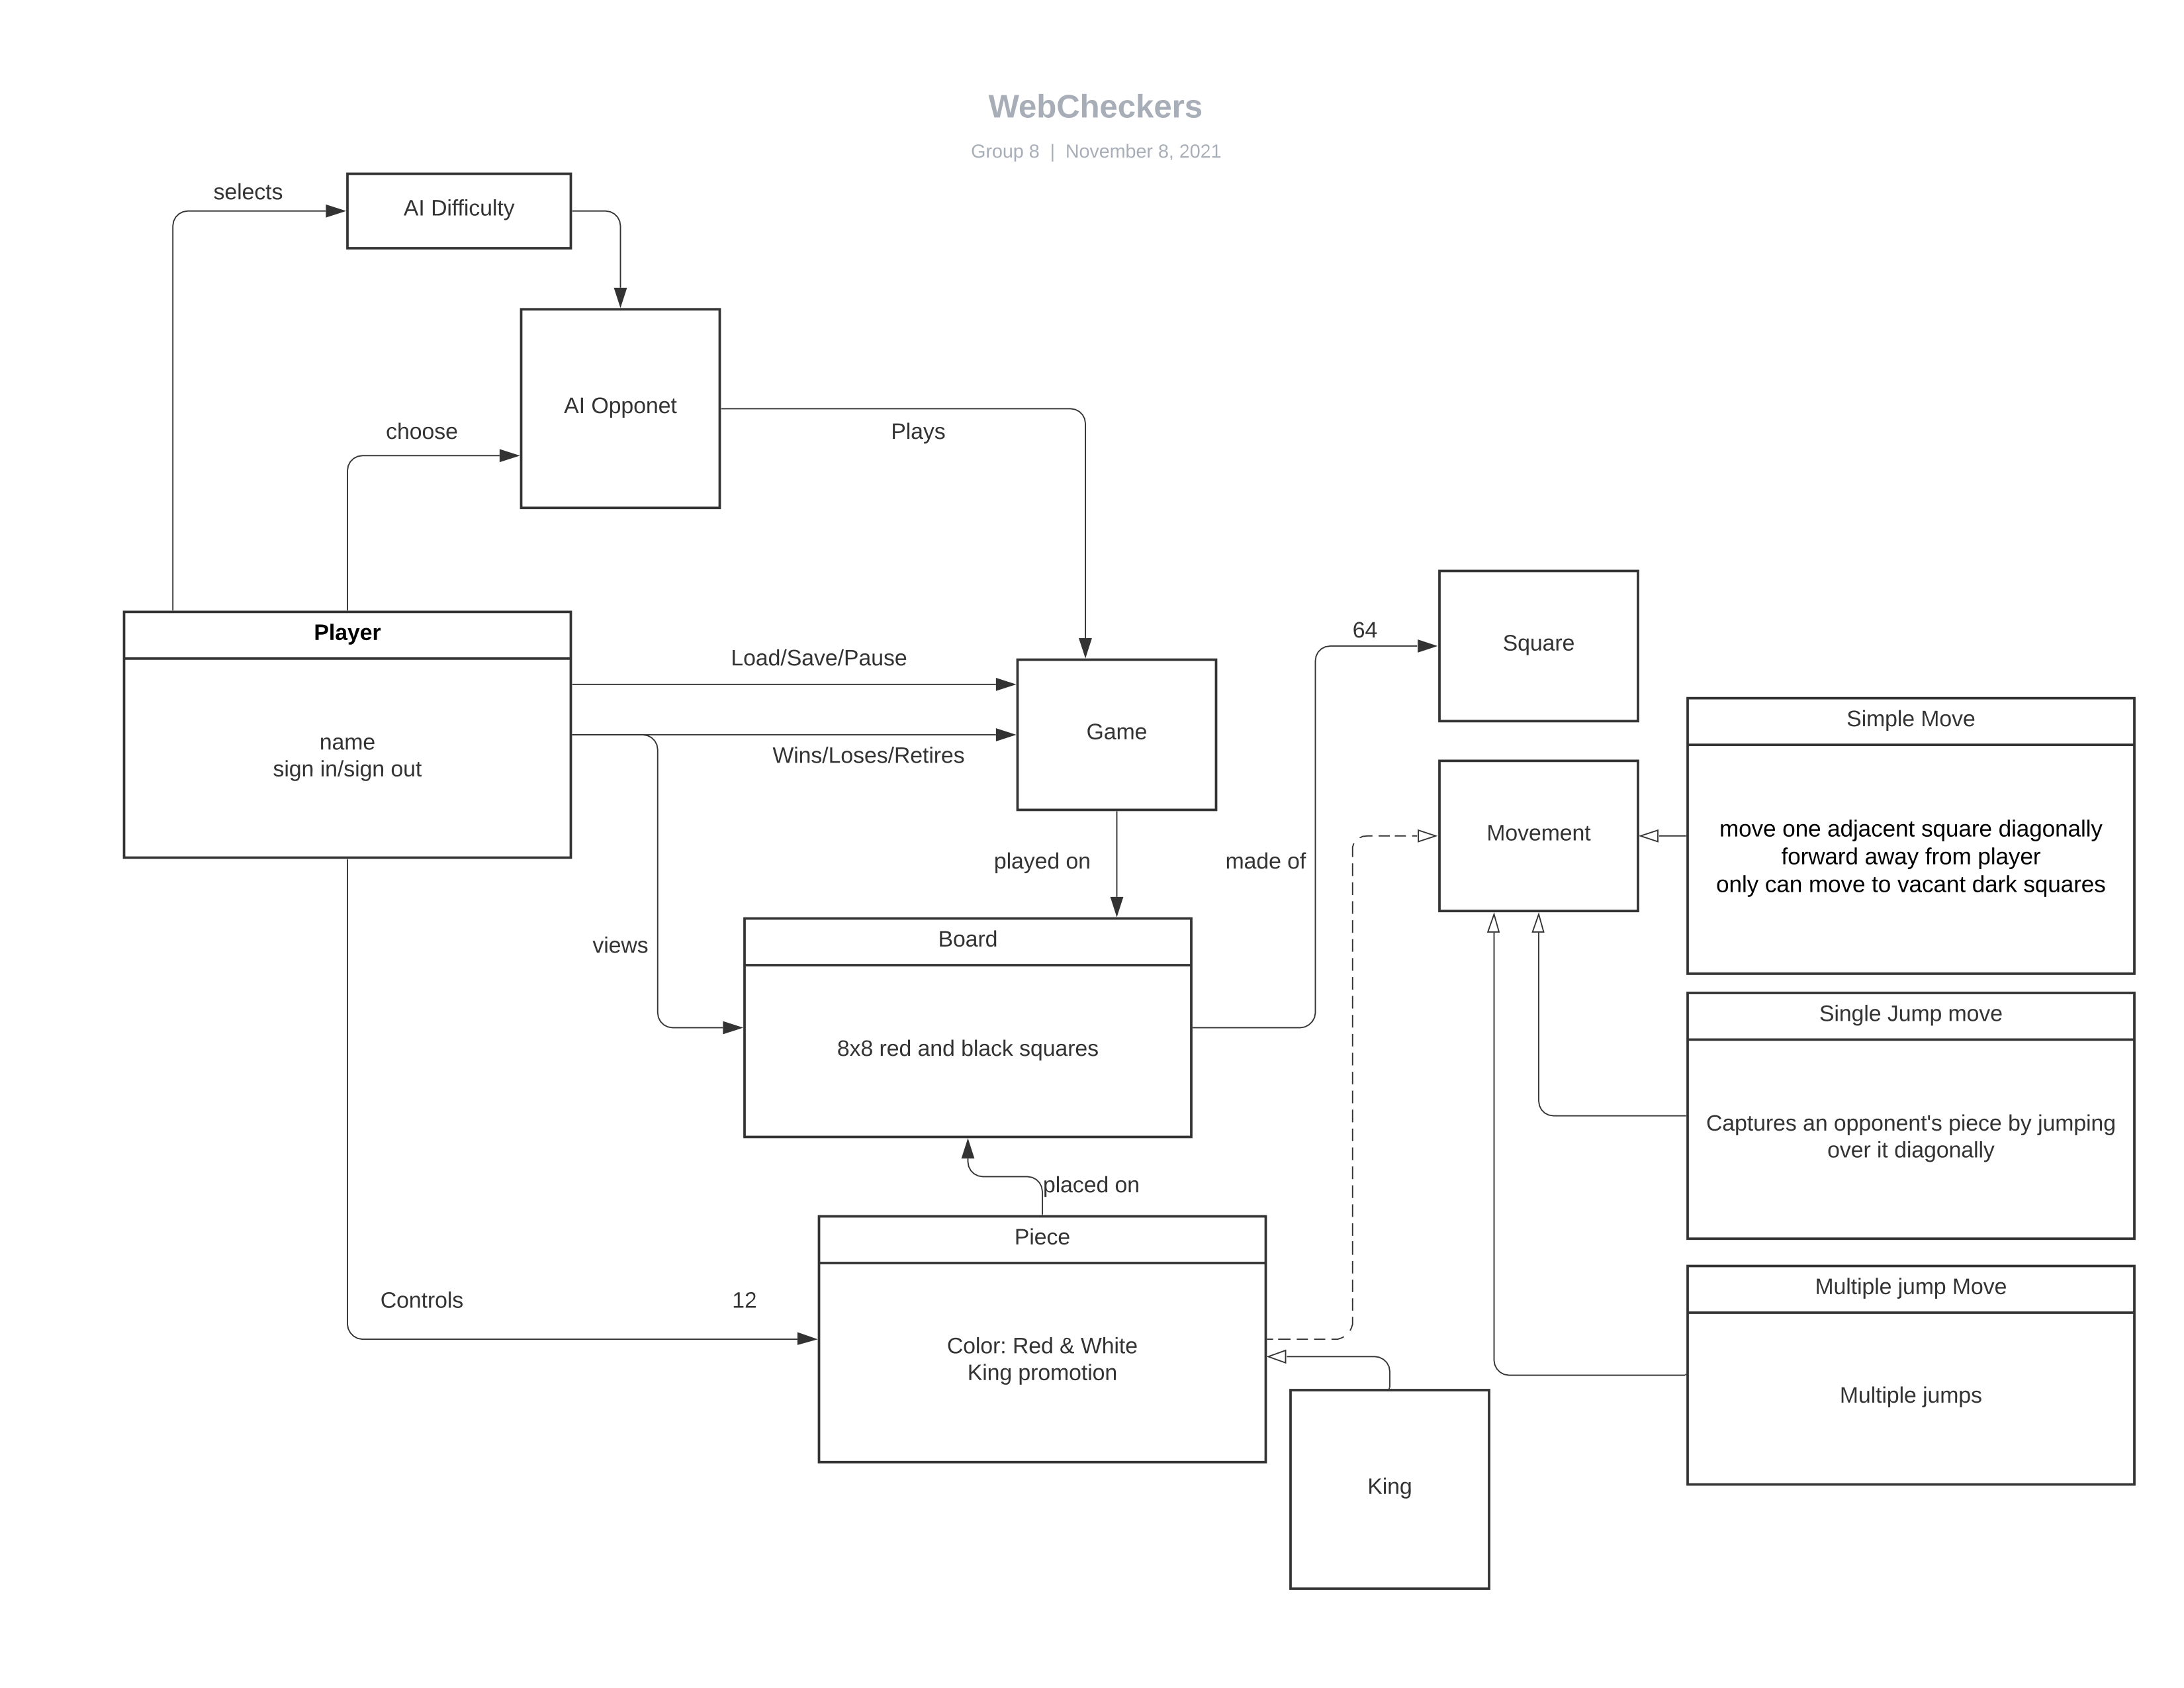 WebCheckers
Group 8 | November 8, 2021
selects
AI Difficulty
AI Opponet
choose
Plays
Player
name
sign in/sign out
Load/Save/Pause
Wins/Loses/Retires
Game
64
Square
Movement
Simple Move
move one adjacent square diagonally
forward away from player
only can move to vacant dark squares
played on
made of
views
Board
8x8 red and black squares
Single Jump move
Captures an opponent's piece by jumping
over it diagonally
placed on
Piece
Color: Red & White
King promotion
Controls
12
Multiple jump Move
Multiple jumps
King